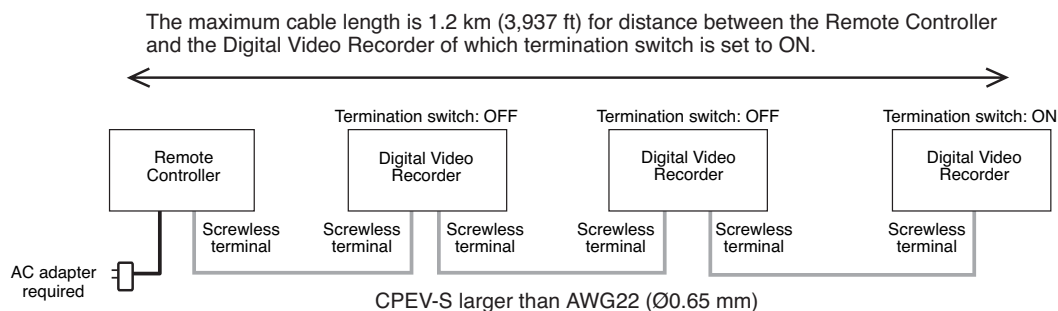 The maximum cable length is 1.2 km (3,937 ft) for distance between the Remote Controller
and the Digital Video Recorder of which termination switch is set to ON.
Termination switch: OFF
Termination switch: OFF
Termination switch: ON
Remote
Controller
Digital Video
Recorder
Digital Video
Recorder
Digital Video
Recorder
Screwless
terminal
Screwless
terminal
Screwless
terminal
Screwless
terminal
Screwless
terminal
Screwless
terminal
AC adapter
required
CPEV-S larger than AWG22 (Ø0.65 mm)